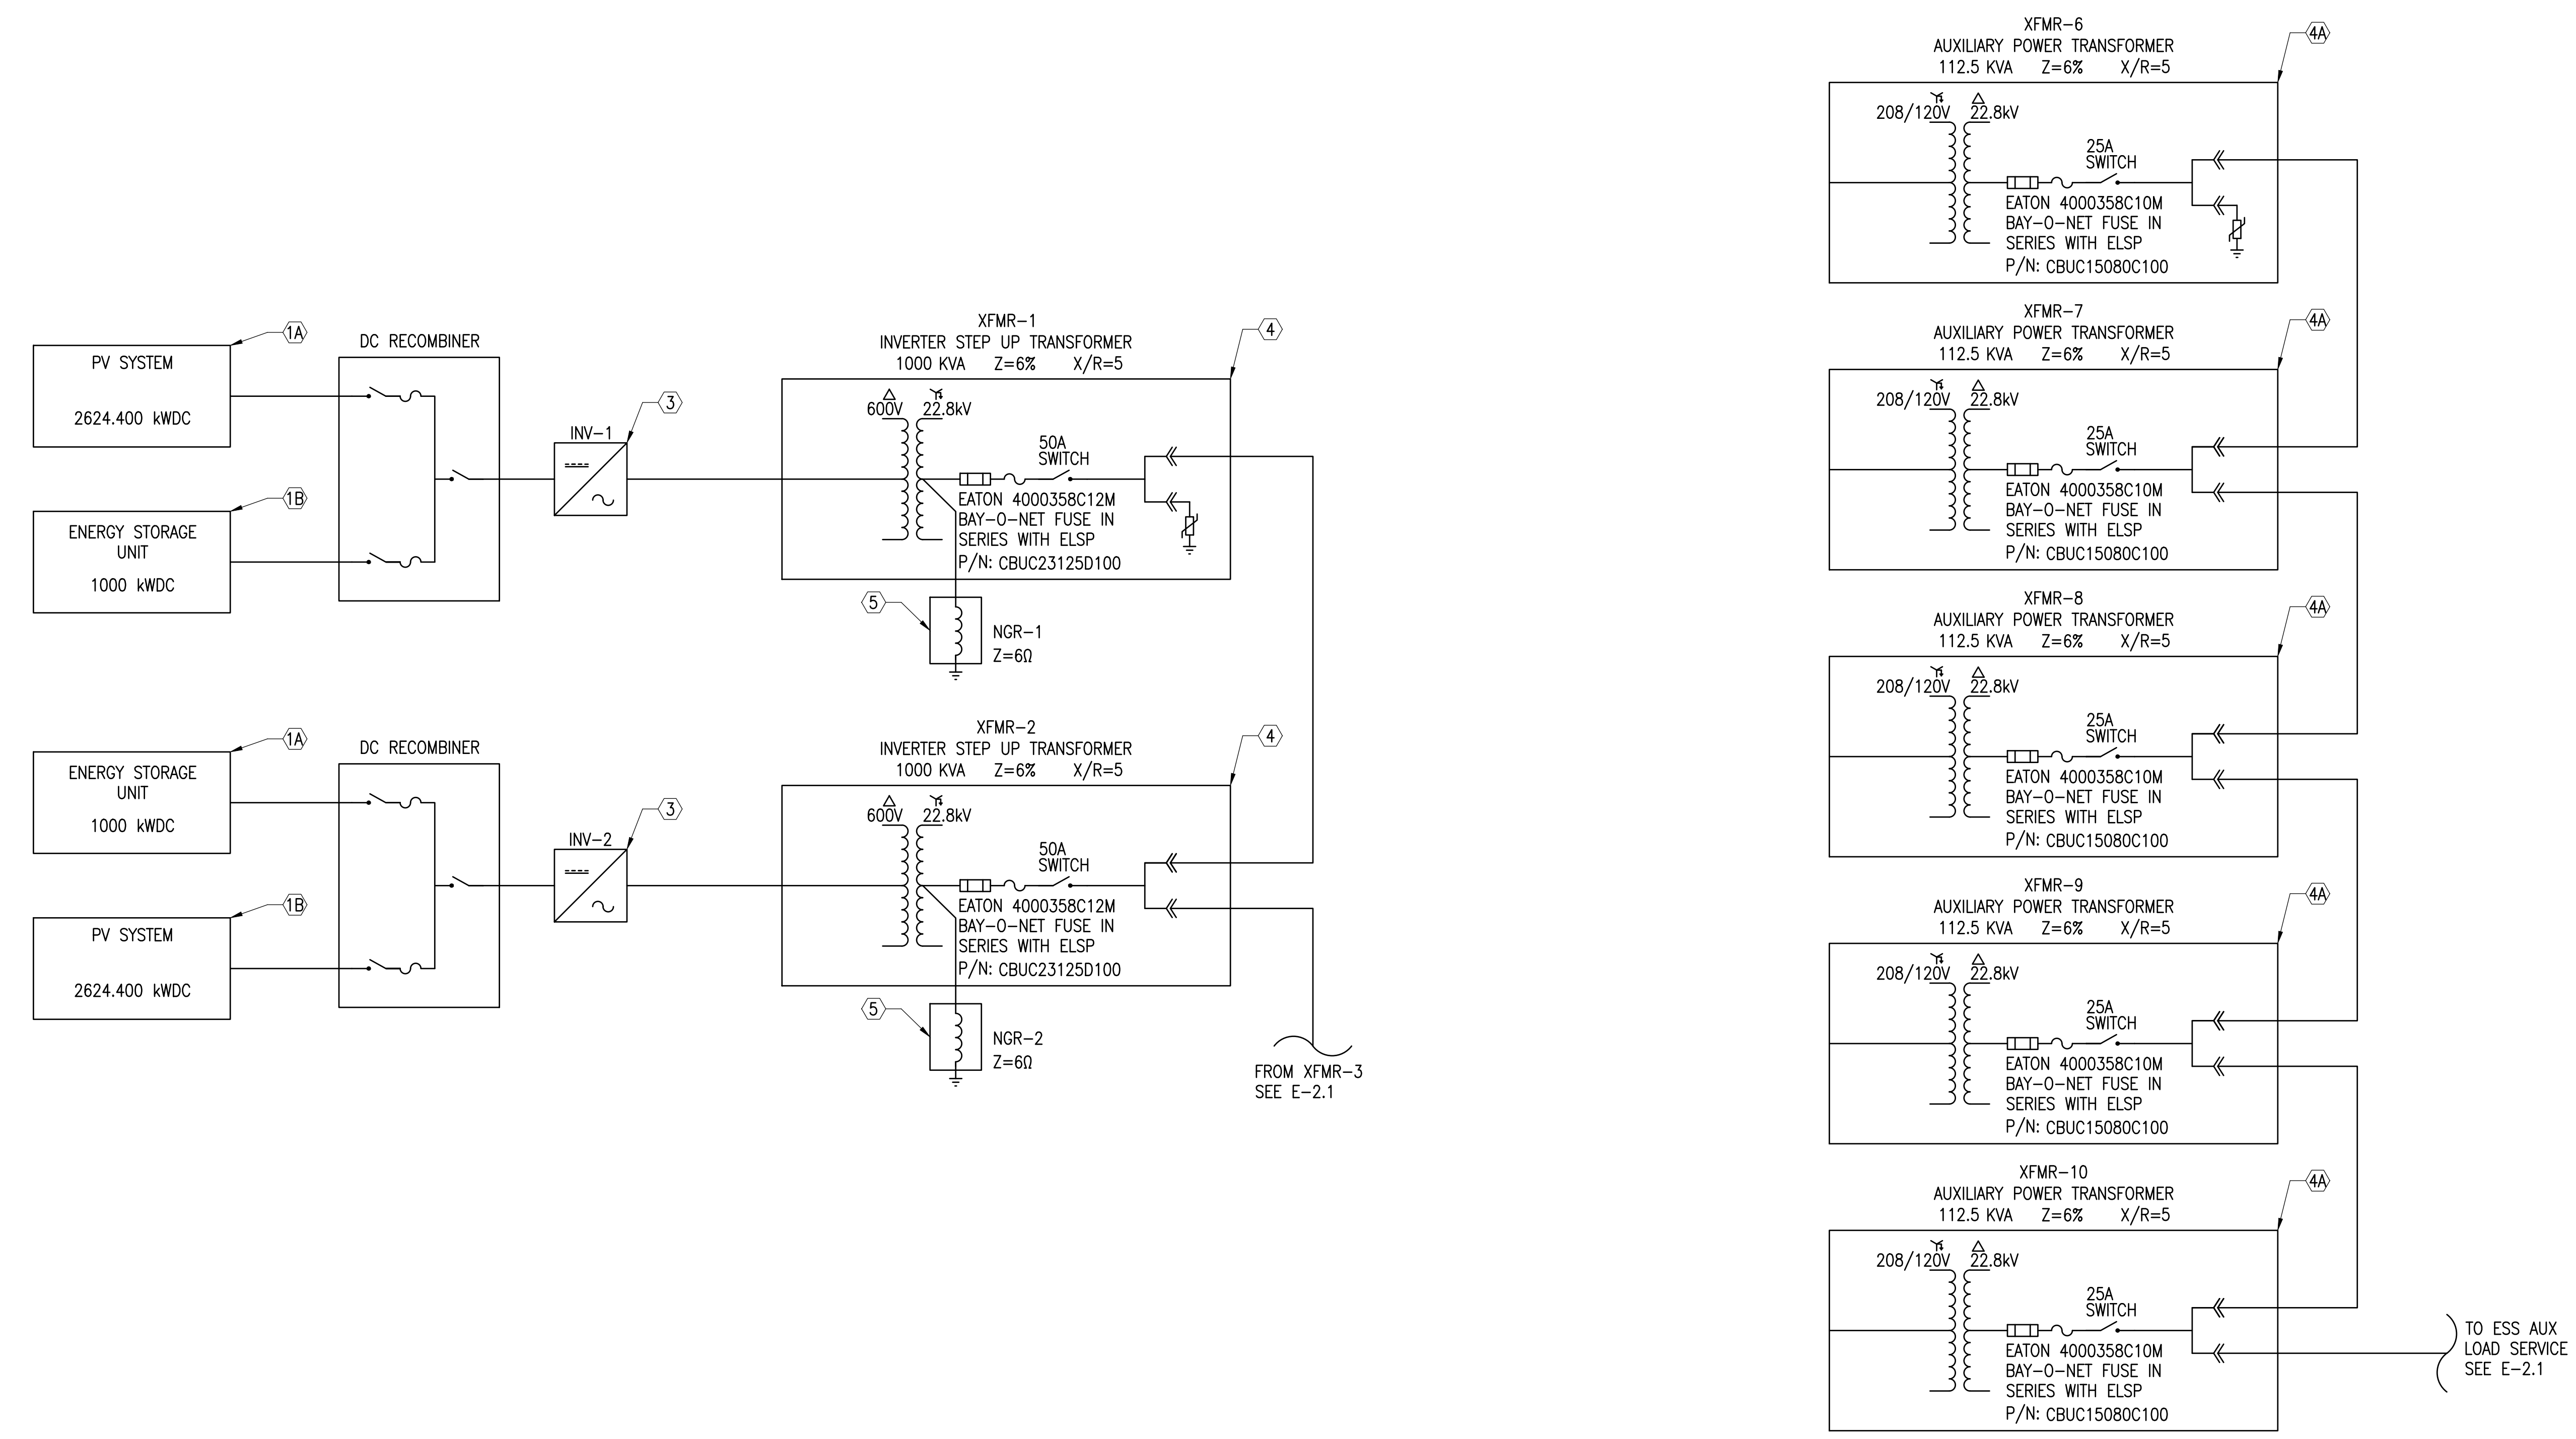 1A
PV SYSTEM
2624.400 kWDC
1B
ENERGY STORAGE
UNIT
1000 kWDC
DC RECOMBINER
INV-1
3
XFMR-1
INVERTER STEP UP TRANSFORMER
1000 KVA Z=6% X/R=5
4
600V 22.8kV
50A
SWITCH
EATON 4000358C12M
BAY-O-NET FUSE IN
SERIES WITH ELSP
P/N: CBUC23125D100
5
NGR-1
Z=6Ω
1A
ENERGY STORAGE
UNIT
1000 kWDC
1B
PV SYSTEM
2624.400 kWDC
DC RECOMBINER
INV-2
3
XFMR-2
INVERTER STEP UP TRANSFORMER
1000 KVA Z=6% X/R=5
4
600V 22.8kV
50A
SWITCH
EATON 4000358C12M
BAY-O-NET FUSE IN
SERIES WITH ELSP
P/N: CBUC23125D100
5
NGR-2
Z=6Ω
FROM XFMR-3
SEE E-2.1
XFMR-6
AUXILIARY POWER TRANSFORMER
112.5 KVA Z=6% X/R=5
4A
208/120V 22.8kV
25A
SWITCH
EATON 4000358C10M
BAY-O-NET FUSE IN
SERIES WITH ELSP
P/N: CBUC15080C100
XFMR-7
AUXILIARY POWER TRANSFORMER
112.5 KVA Z=6% X/R=5
4A
208/120V 22.8kV
25A
SWITCH
EATON 4000358C10M
BAY-O-NET FUSE IN
SERIES WITH ELSP
P/N: CBUC15080C100
XFMR-8
AUXILIARY POWER TRANSFORMER
112.5 KVA Z=6% X/R=5
4A
208/120V 22.8kV
25A
SWITCH
EATON 4000358C10M
BAY-O-NET FUSE IN
SERIES WITH ELSP
P/N: CBUC15080C100
XFMR-9
AUXILIARY POWER TRANSFORMER
112.5 KVA Z=6% X/R=5
4A
208/120V 22.8kV
25A
SWITCH
EATON 4000358C10M
BAY-O-NET FUSE IN
SERIES WITH ELSP
P/N: CBUC15080C100
XFMR-10
AUXILIARY POWER TRANSFORMER
112.5 KVA Z=6% X/R=5
4A
208/120V 22.8kV
25A
SWITCH
EATON 4000358C10M
BAY-O-NET FUSE IN
SERIES WITH ELSP
P/N: CBUC15080C100
TO ESS AUX
LOAD SERVICE
SEE E-2.1